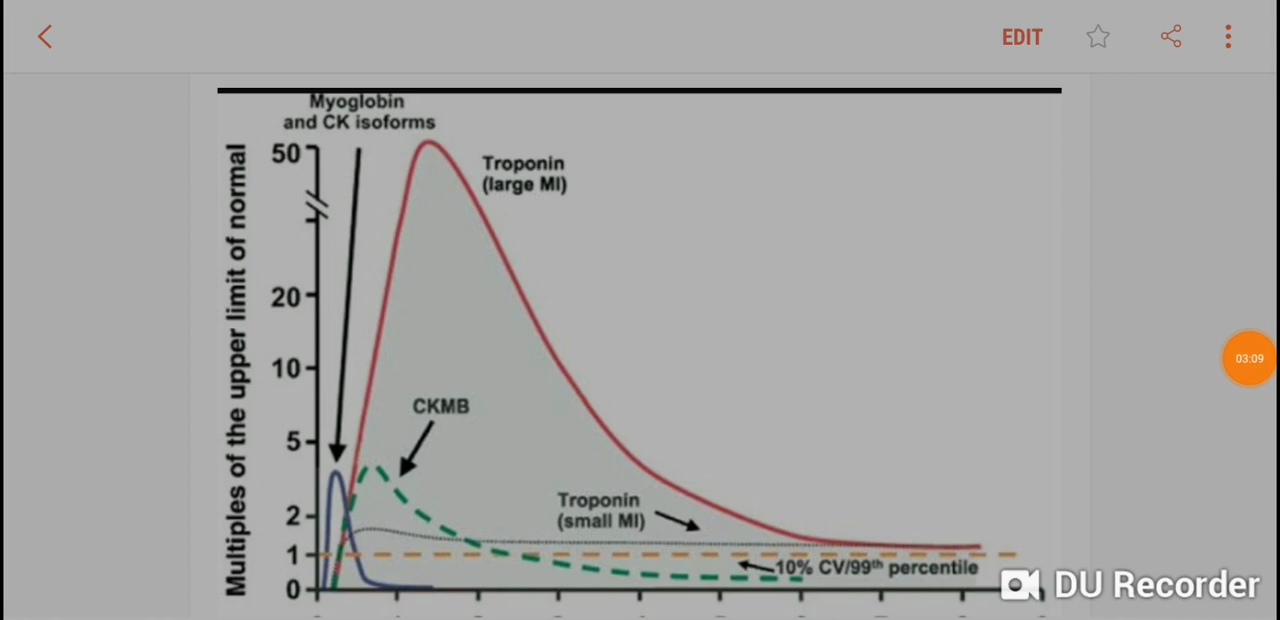 EDIT
Myoglobin
and CK isoforms
Multiples of the upper limit of normal
50
20
10
5
2
1
0
Troponin
(large MI)
CKMB
Troponin
(small MI)
10% CV/99th percentile
03:09
DU Recorder